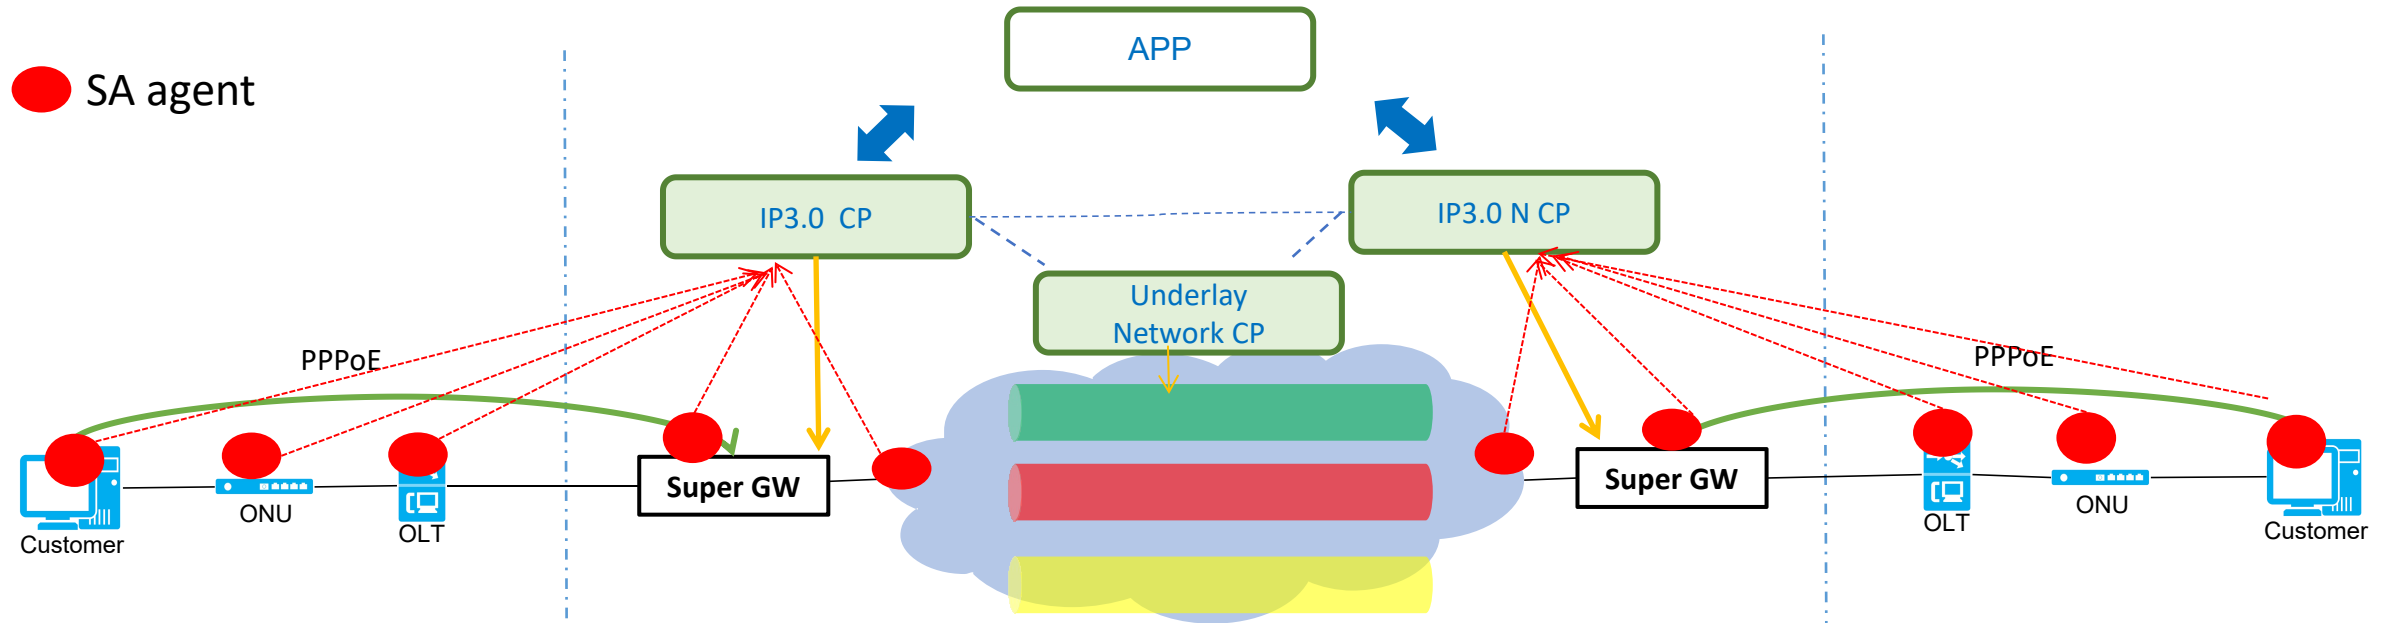 APP
SA agent
IP3.0 CP
IP3.0 N CP
Underlay
Network CP
PPPoE
PPPoE
Super GW
Super GW
ONU
OLT
Customer
OLT
ONU
Customer